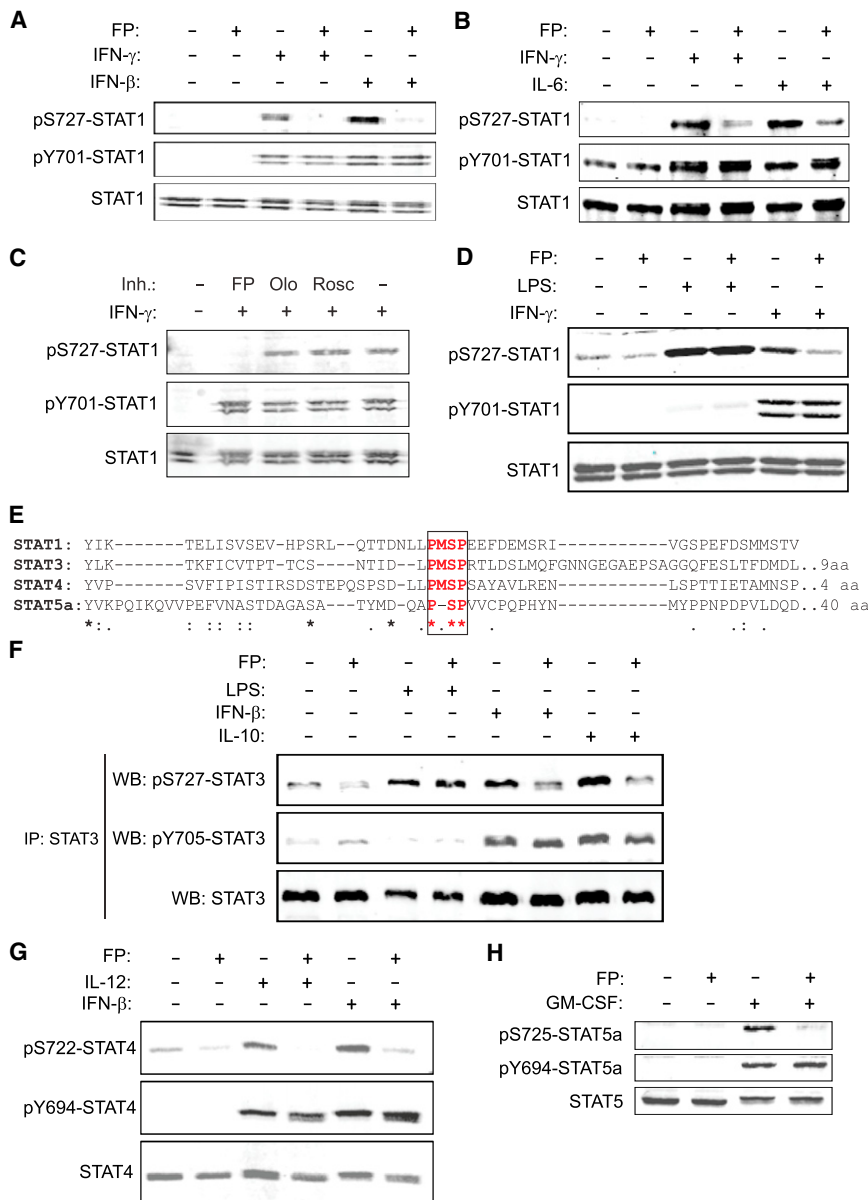 A
FP: – + – + – +
IFN-γ: – – + + – –
IFN-β: – – – – + +
pS727-STAT1
pY701-STAT1
STAT1
B
FP: – + – + – +
IFN-γ: – – + + – –
IL-6: – – – – + +
pS727-STAT1
pY701-STAT1
STAT1
C
Inh.: – FP Olo Rosc –
IFN-γ: – + + + +
pS727-STAT1
pY701-STAT1
STAT1
D
FP: – + – + – +
LPS: – – + + – –
IFN-γ: – – – – + +
pS727-STAT1
pY701-STAT1
STAT1
E
STAT1: YIK-------TELISVSEV-HPSRL--QTTDNLLPMSPEEFDEMSRI-----------VGSPEFDSMMSTV
STAT3: YLK-------TKFICVTPT-TCS-----NTID-LPMSPRTLDSLMQFGNNGEGAEPSAGGQFESLTFDMDL..9aa
STAT4: YVP-------SVFIPISTIRSDSTEPQSPSD-LLPMSPSAYAVLREN-----------LSPTTIETAMNSP..4 aa
STAT5a: YVKPQIKQVVPEFVNASTDAGASA---TYMD-QAP-SPVVCPQPHYN-----------MYPPNPDPVLDQD..40 aa
*:. : :: :: * . * . *.** . . .: .
F
FP: – + – + – + – +
LPS: – – + + – – – –
IFN-β: – – – – + + – –
IL-10: – – – – – – + +
IP: STAT3
WB: pS727-STAT3
WB: pY705-STAT3
WB: STAT3
G
FP: – + – + – +
IL-12: – – + + – –
IFN-β: – – – – + +
pS722-STAT4
pY694-STAT4
STAT4
H
FP: – + – +
GM-CSF: – – + +
pS725-STAT5a
pY694-STAT5a
STAT5